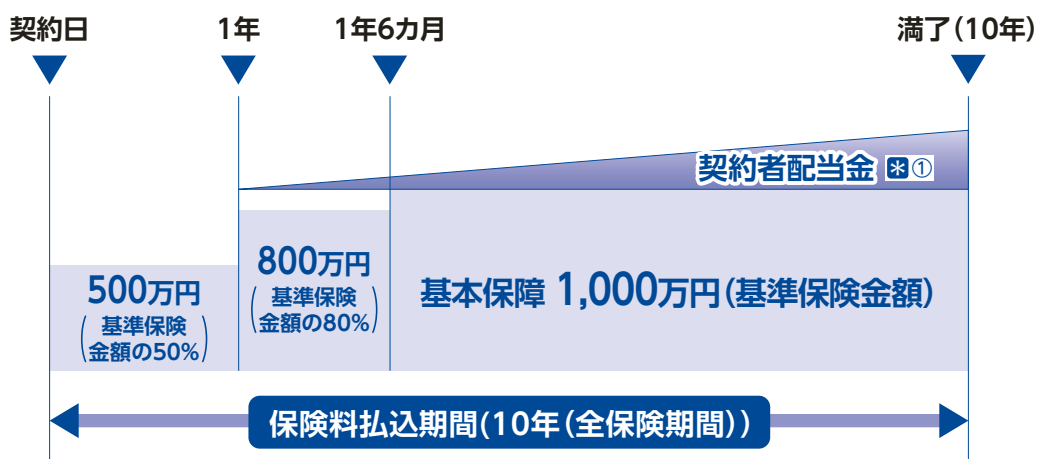 契約日
1年
1年6カ月
満了(10年)
契約者配当金 *①
500万円
(基準保険
金額の50%)
800万円
(基準保険
金額の80%)
基本保障 1,000万円(基準保険金額)
保険料払込期間(10年(全保険期間))